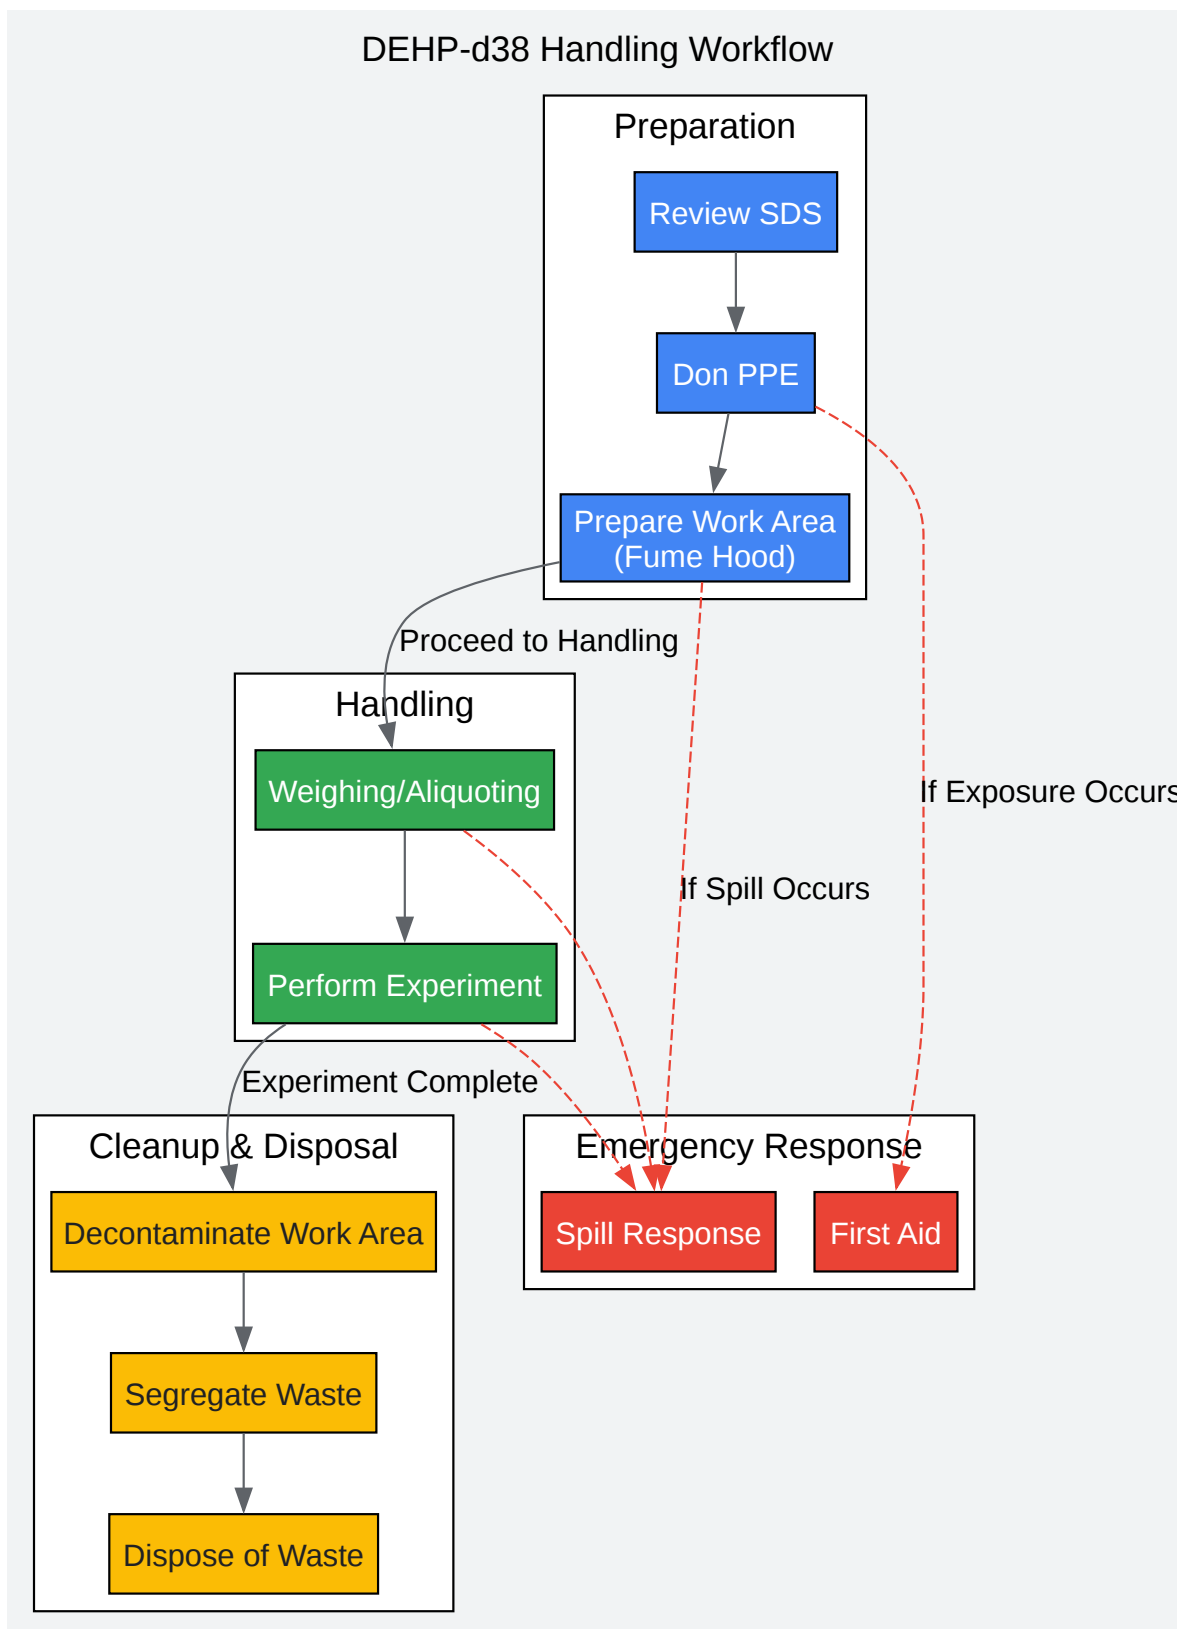 DEHP-d38 Handling Workflow
Preparation
Review SDS
Don PPE
Prepare Work Area
(Fume Hood)
Proceed to Handling
Handling
Weighing/Aliquoting
If Exposure Occurs
If Spill Occurs
Perform Experiment
Experiment Complete
Cleanup & Disposal
Emergency Response
Decontaminate Work Area
Spill Response
First Aid
Segregate Waste
Dispose of Waste